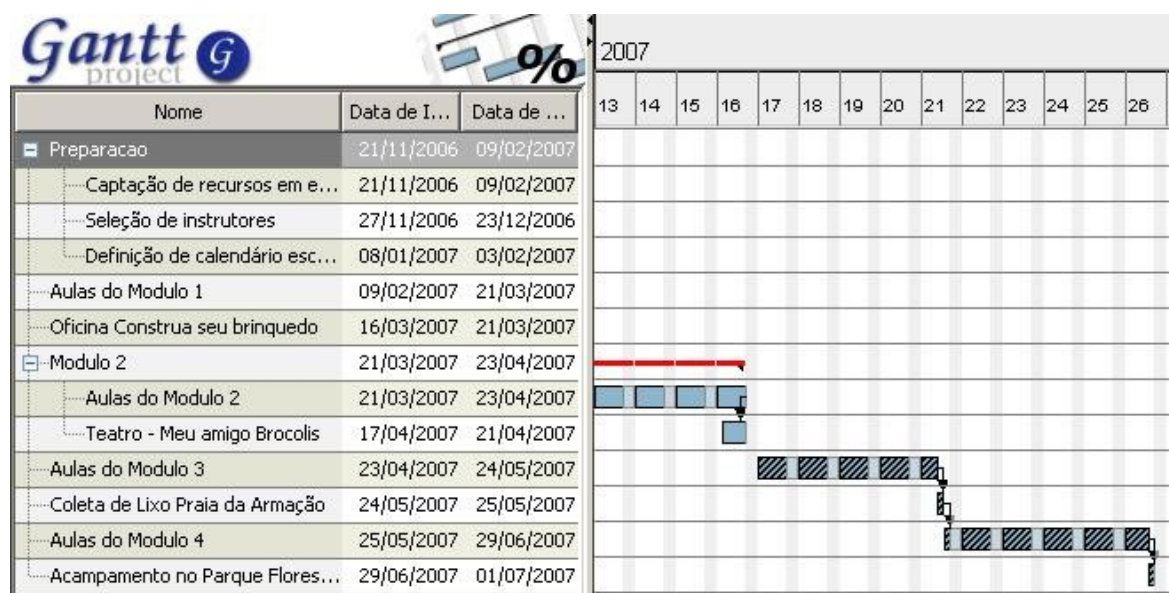 Gantt G
project
%
2007
13 14 15 16 17 18 19 20 21 22 23 24 25 26
Nome Data de I... Data de ...
Preparacao 21/11/2006 09/02/2007
Captação de recursos em e... 21/11/2006 09/02/2007
Seleção de instrutores 27/11/2006 23/12/2006
Definição de calendário esc... 08/01/2007 03/02/2007
Aulas do Modulo 1 09/02/2007 21/03/2007
Oficina Construa seu brinquedo 16/03/2007 21/03/2007
Modulo 2 21/03/2007 23/04/2007
Aulas do Modulo 2 21/03/2007 23/04/2007
Teatro - Meu amigo Brocolis 17/04/2007 21/04/2007
Aulas do Modulo 3 23/04/2007 24/05/2007
Coleta de Lixo Praia da Armação 24/05/2007 25/05/2007
Aulas do Modulo 4 25/05/2007 29/06/2007
Acampamento no Parque Flores... 29/06/2007 01/07/2007